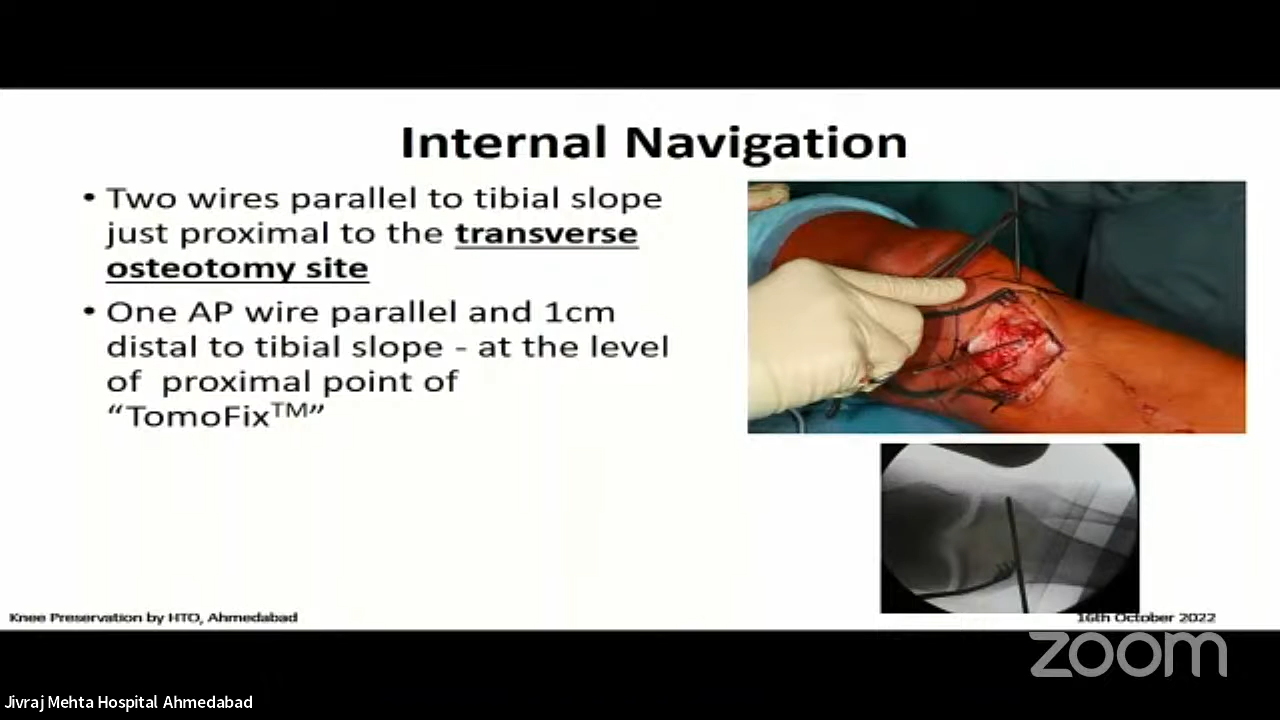 Internal Navigation
• Two wires parallel to tibial slope
just proximal to the transverse
osteotomy site
• One AP wire parallel and 1cm
distal to tibial slope - at the level
of proximal point of
“TomoFix™”
Knee Preservation by HTO, Ahmedabad
16th October 2022
zoom
Jivraj Mehta Hospital Ahmedabad